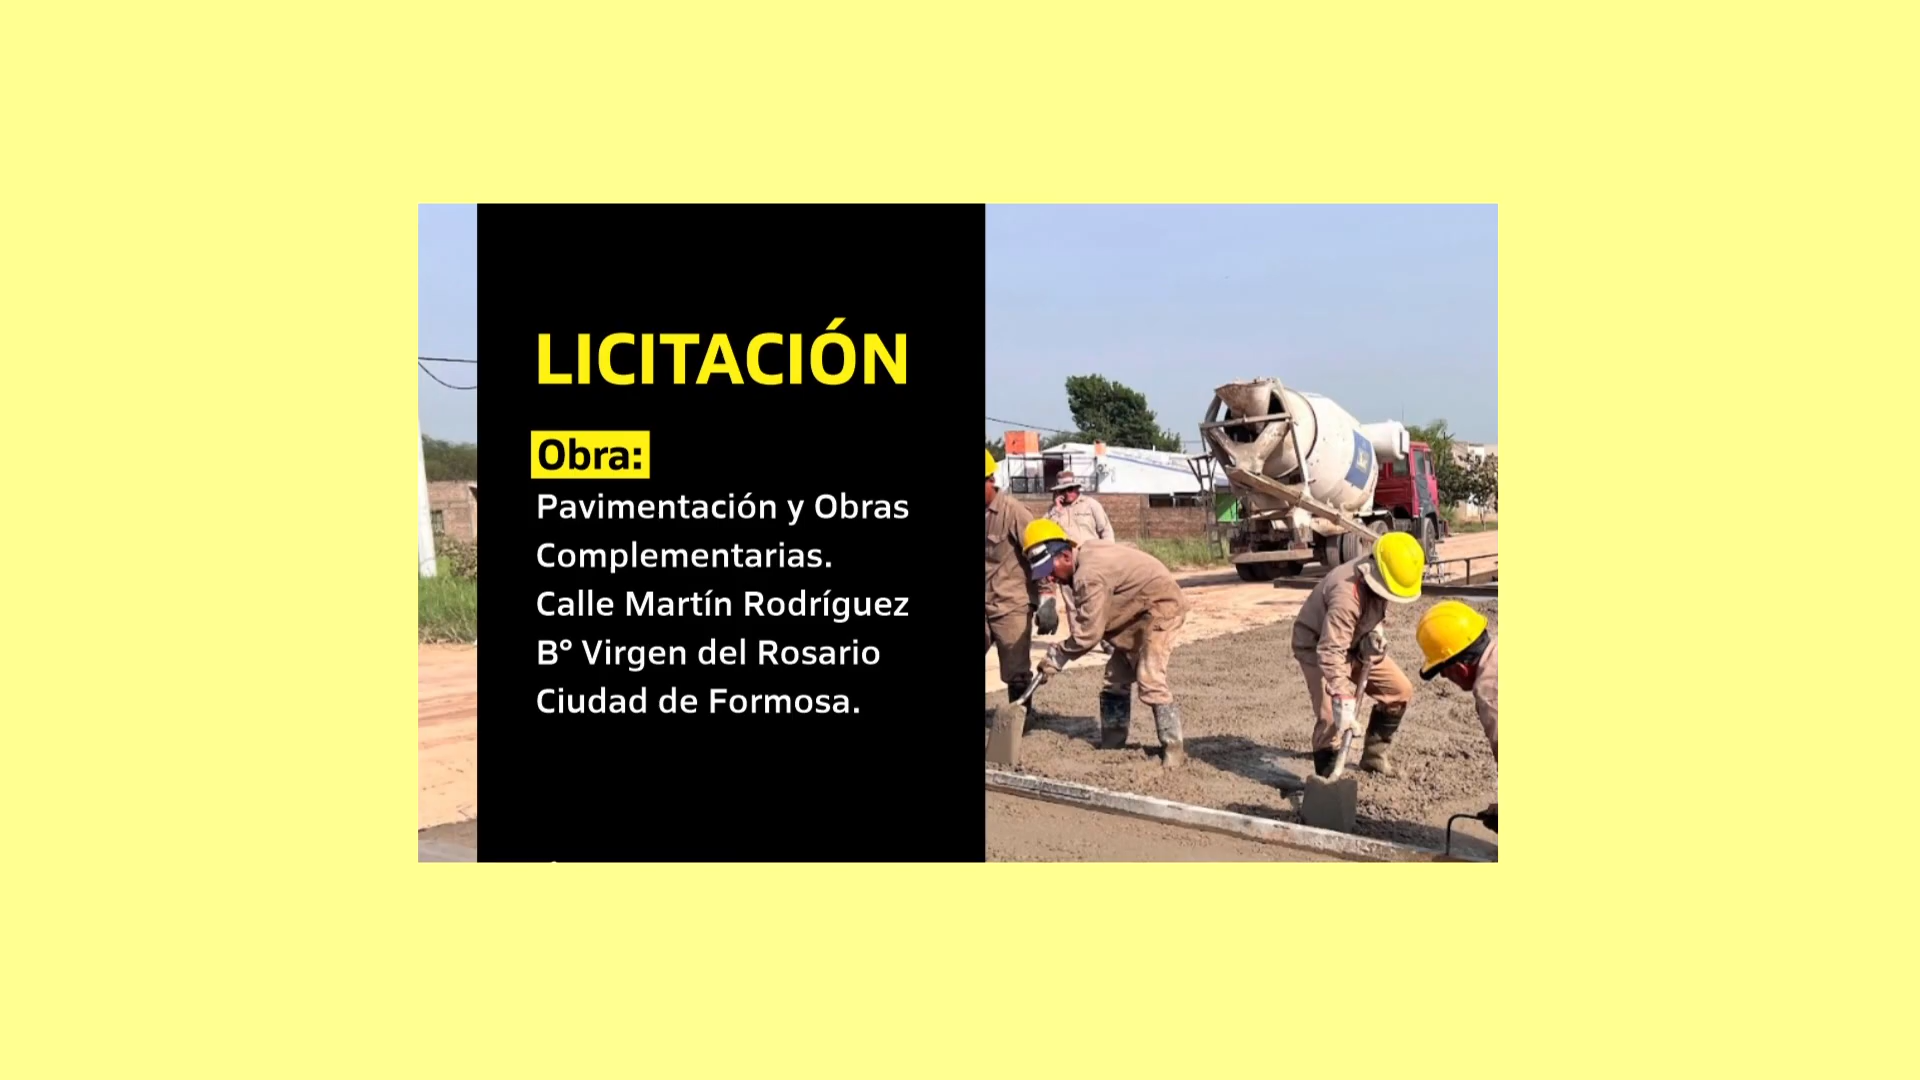 LICITACIÓN
Obra:
Pavimentación y Obras
Complementarias.
Calle Martín Rodríguez
B° Virgen del Rosario
Ciudad de Formosa.